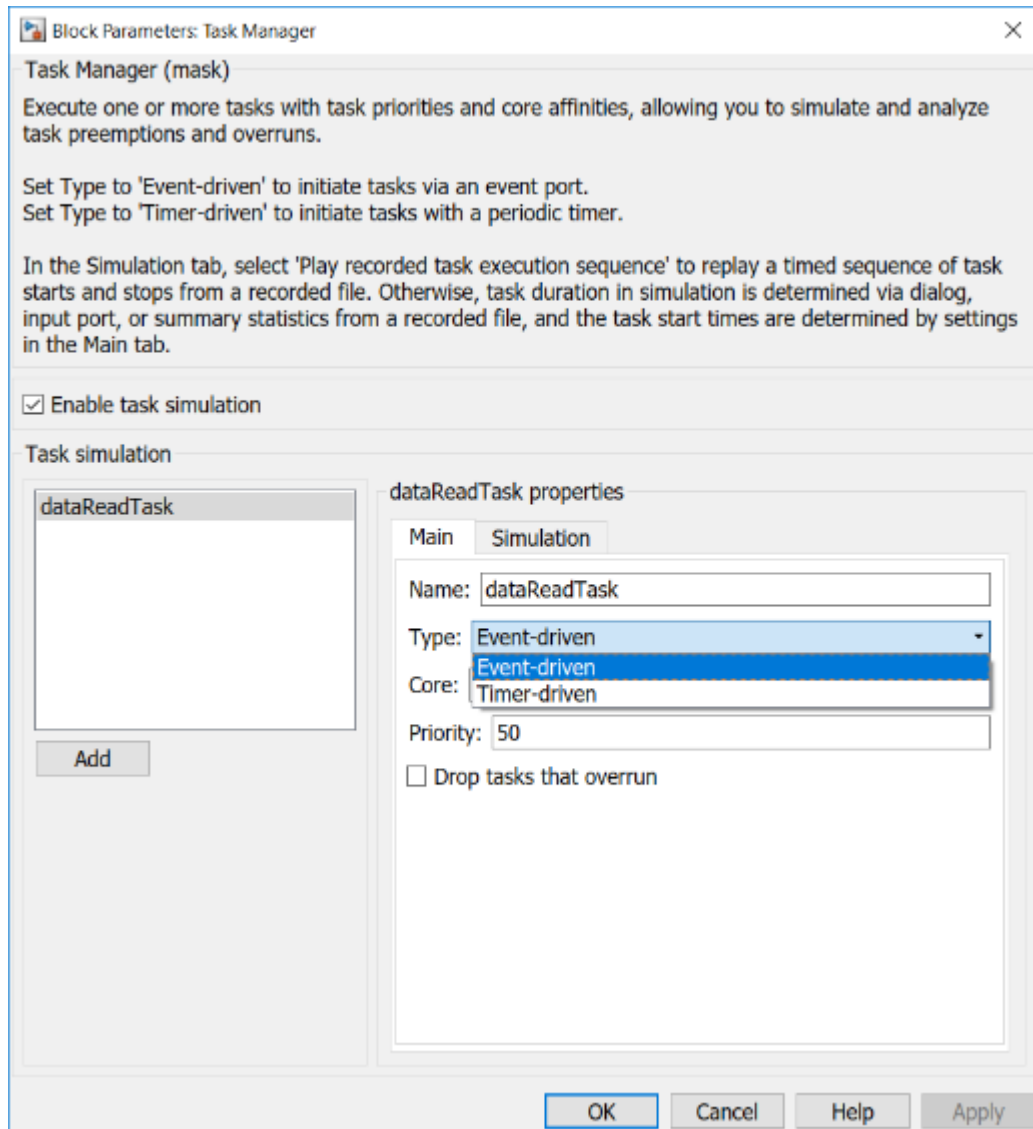 Block Parameters: Task Manager
Task Manager (mask)
Execute one or more tasks with task priorities and core affinities, allowing you to simulate and analyze
task preemptions and overruns.
Set Type to 'Event-driven' to initiate tasks via an event port.
Set Type to 'Timer-driven' to initiate tasks with a periodic timer.
In the Simulation tab, select 'Play recorded task execution sequence' to replay a timed sequence of task
starts and stops from a recorded file. Otherwise, task duration in simulation is determined via dialog,
input port, or summary statistics from a recorded file, and the task start times are determined by settings
in the Main tab.
Enable task simulation
Task simulation
dataReadTask
Add
dataReadTask properties
Main Simulation
Name: dataReadTask
Type: Event-driven
Event-driven
Core:
Timer-driven
Priority: 50
Drop tasks that overrun
OK Cancel Help Apply